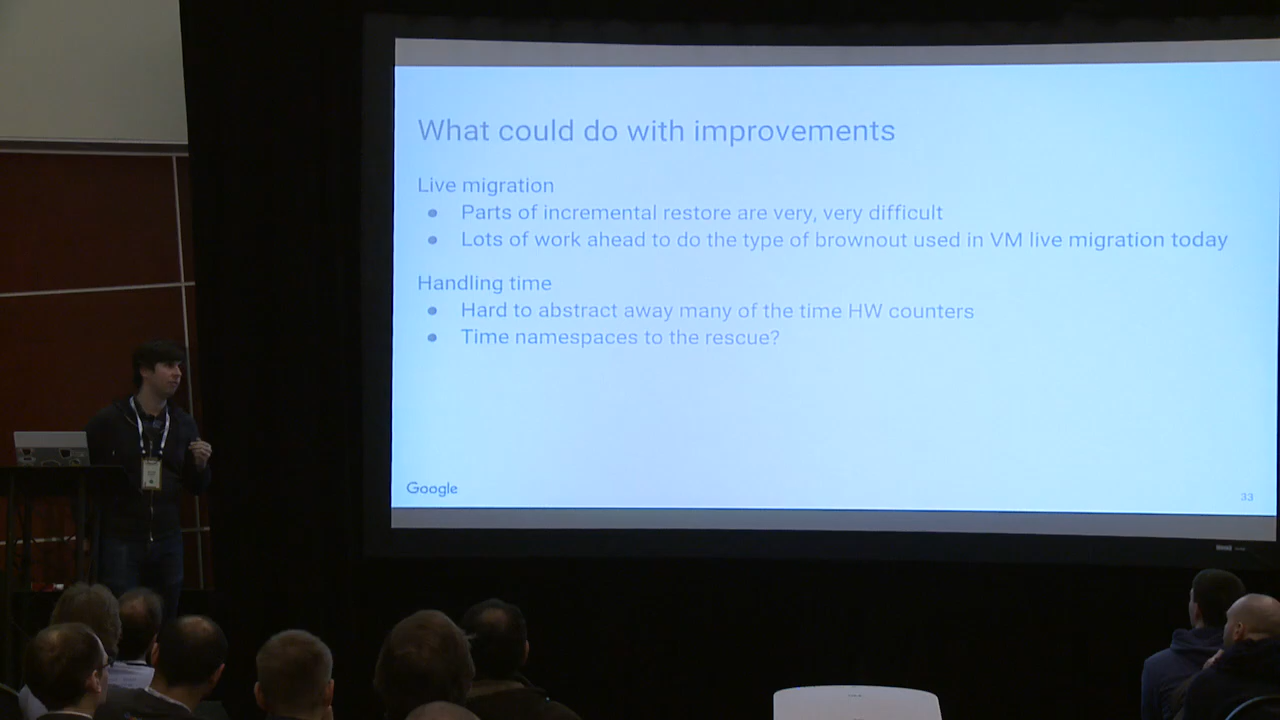 What could do with improvements
Live migration
● Parts of incremental restore are very, very difficult
● Lots of work ahead to do the type of brownout used in VM live migration today
Handling time
● Hard to abstract away many of the time HW counters
● Time namespaces to the rescue?
Google
33